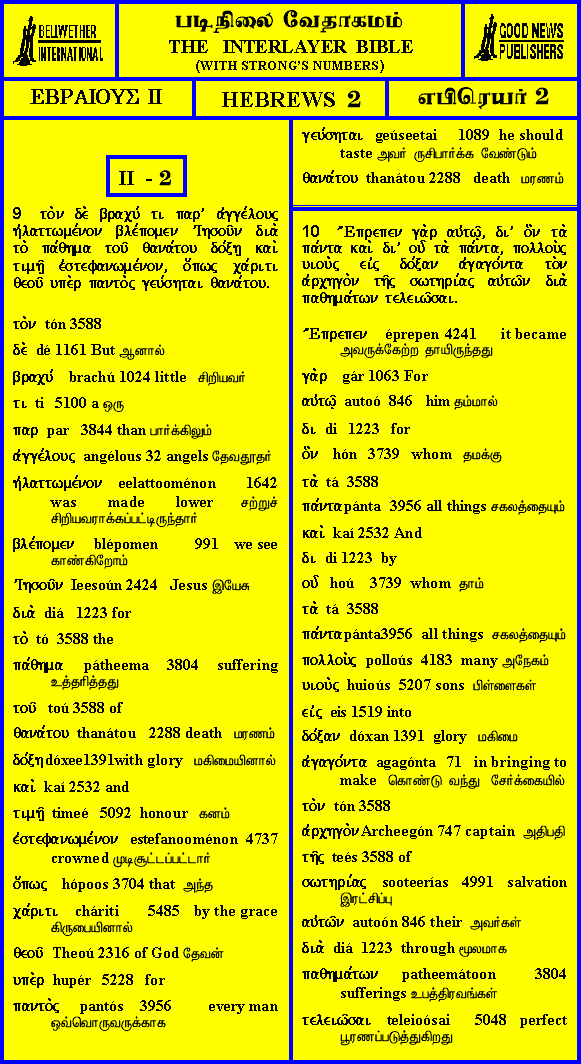 BELLWETHER
INTERNATIONAL
படிநிலை வேதாகமம்
THE INTERLAYER BIBLE
(WITH STRONG'S NUMBERS)
GOOD NEWS
PUBLISHERS
ΕΒΡΑΙΟΥΣ II
HEBREWS 2
எபிரெயர் 2
II - 2
9 τὸν δὲ βραχύ τι παρ' ἀγγέλους
ἠλαττωμένον βλέπομεν Ἰησοῦν διὰ
τὸ πάθημα τοῦ θανάτου δόξῃ καὶ
τιμῇ ἐστεφανωμένον, ὅπως χάριτι
θεοῦ υπὲρ παντὸς γεύσηται θανάτου.
τὸν tón 3588
δὲ dé 1161 But ஆனால்
βραχύ brachú 1024 little சிறியவர்
τι ti 5100 a ஒரு
παρ par 3844 than பார்க்கிலும்
ἀγγέλους angélous 32 angels தேவதூதர்
ἠλαττωμένον eelattooménon 1642
was made lower சற்றுச்
சிறியவராக்கப்பட்டிருந்தார்
βλέπομεν blépomen 991 we see
காண்கிறோம்
Ἰησοῦν Ieesoún 2424 Jesus இயேசு
διὰ diá 1223 for
τὸ tó 3588 the
πάθημα pátheema 3804 suffering
உத்தரித்தது
τοῦ toú 3588 of
θανάτου thanátou 2288 death மரணம்
δόξῃ dóxee1391with glory மகிமையினால்
καὶ kaí 2532 and
τιμῇ timeé 5092 honour கனம்
ἐστεφανωμένον estefanooménon 4737
crowned முடிசூட்டப்பட்டார்
ὅπως hópoos 3704 that அந்த
χάριτι cháriti 5485 by the grace
கிருபையினால்
θεοῦ Theoú 2316 of God தேவன்
υπὲρ hupér 5228 for
παντὸς pantós 3956 every man
ஒவ்வொருவருக்காக
γεύσηται geúseetai 1089 he should
taste அவர் ருசிபார்க்க வேண்டும்
θανάτου thanátou 2288 death மரணம்
10 Ἔπρεπεν γὰρ αὐτῷ, δι' ὃν τὰ
πάντα καὶ δι' οὗ τὰ πάντα, πολλοὺς
υιοὺς εἰς δόξαν ἀγαγόντα τὸν
ἀρχηγὸν τῆς σωτηρίας αὐτῶν διὰ
παθημάτων τελειῶσαι.
Ἔπρεπεν éprepen 4241 it became
அவருக்கேற்ற தாயிருந்தது
γὰρ gár 1063 For
αὐτῷ autoó 846 him தம்மால்
δι di 1223 for
ὃν hón 3739 whom தமக்கு
τὰ tá 3588
πάντα pánta 3956 all things சகலத்தையும்
καὶ kaí 2532 And
δι di 1223 by
οὗ hoú 3739 whom தாம்
τὰ tá 3588
πάντα pánta3956 all things சகலத்தையும்
πολλοὺς polloús 4183 many அநேகம்
υιοὺς huioús 5207 sons பிள்ளைகள்
εἰς eis 1519 into
δόξαν dóxan 1391 glory மகிமை
ἀγαγόντα agagónta 71 in bringing to
make கொண்டு வந்து சேர்க்கையில்
τὸν tón 3588
ἀρχηγὸν Archeegón 747 captain அதிபதி
τῆς teés 3588 of
σωτηρίας sooteerías 4991 salvation
இரட்சிப்பு
αὐτῶν autoón 846 their அவர்கள்
διὰ diá 1223 through மூலமாக
παθημάτων patheemátoon 3804
sufferings உபத்திரவங்கள்
τελειῶσαι teleioósai 5048 perfect
பூரணப்படுத்துகிறது